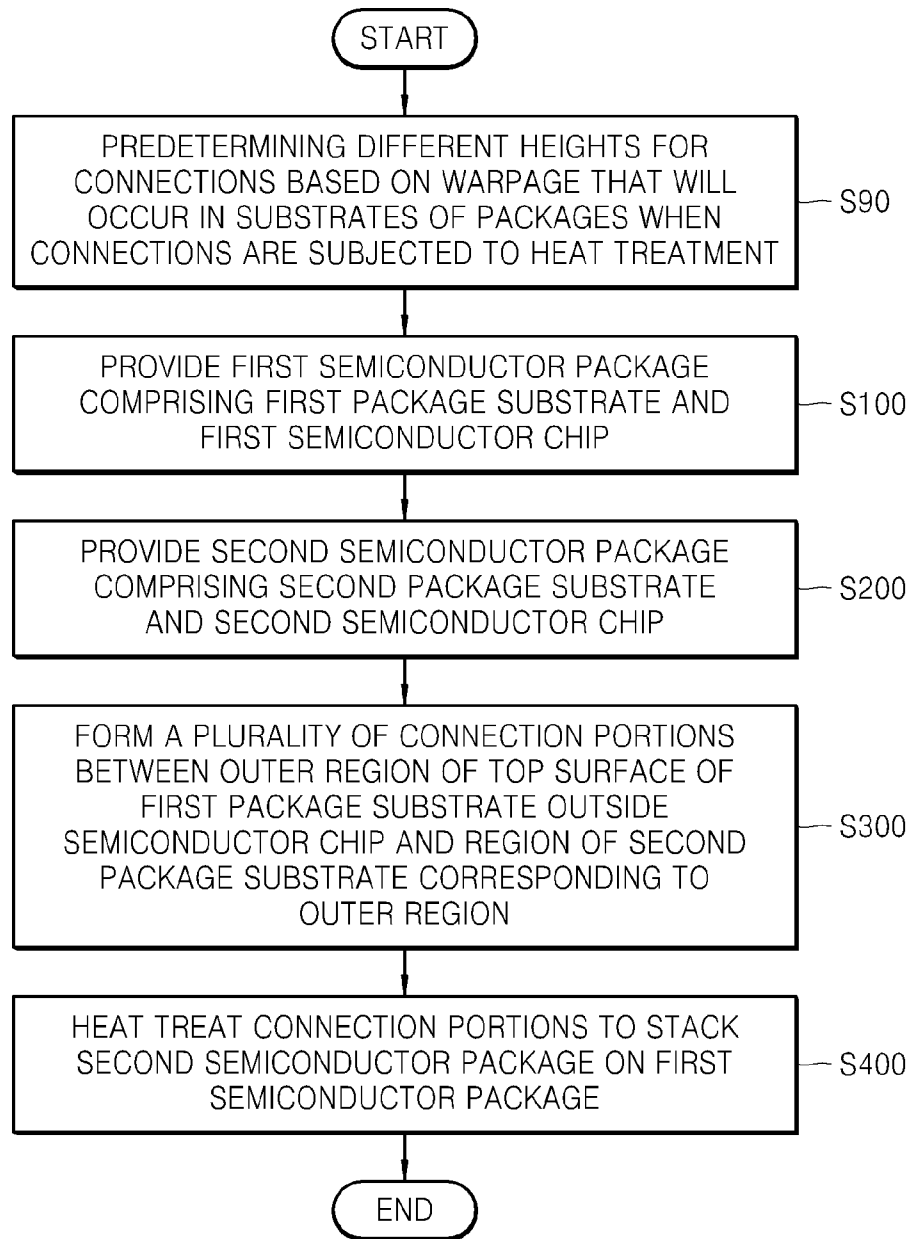 START
PREDETERMINING DIFFERENT HEIGHTS FOR
CONNECTIONS BASED ON WARPAGE THAT WILL
OCCUR IN SUBSTRATES OF PACKAGES WHEN
CONNECTIONS ARE SUBJECTED TO HEAT TREATMENT
S90
PROVIDE FIRST SEMICONDUCTOR PACKAGE
COMPRISING FIRST PACKAGE SUBSTRATE AND
FIRST SEMICONDUCTOR CHIP
S100
PROVIDE SECOND SEMICONDUCTOR PACKAGE
COMPRISING SECOND PACKAGE SUBSTRATE
AND SECOND SEMICONDUCTOR CHIP
S200
FORM A PLURALITY OF CONNECTION PORTIONS
BETWEEN OUTER REGION OF TOP SURFACE OF
FIRST PACKAGE SUBSTRATE OUTSIDE
SEMICONDUCTOR CHIP AND REGION OF SECOND
PACKAGE SUBSTRATE CORRESPONDING TO
OUTER REGION
S300
HEAT TREAT CONNECTION PORTIONS TO STACK
SECOND SEMICONDUCTOR PACKAGE ON FIRST
SEMICONDUCTOR PACKAGE
S400
END